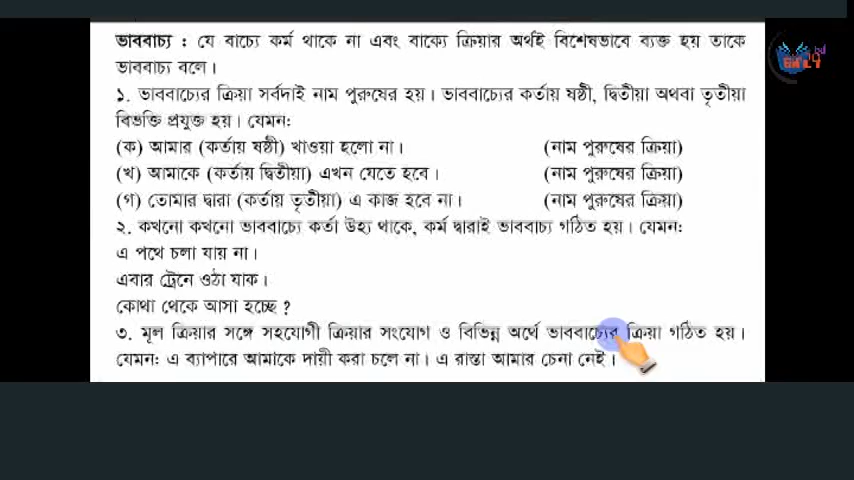 ভাববাচ্য : যে বাচ্যে কর্ম থাকে না এবং বাক্যে ক্রিয়ার অর্থই বিশেষভাবে ব্যক্ত হয় তাকে
ভাববাচ্য বলে।
১. ভাববাচ্যের ক্রিয়া সর্বদাই নাম পুরুষের হয়। ভাববাচ্যের কর্তায় ষষ্ঠী, দ্বিতীয়া অথবা তৃতীয়া
বিভক্তি প্রযুক্ত হয়। যেমন:
(ক) আমার (কর্তায় ষষ্ঠী) খাওয়া হলো না। (নাম পুরুষের ক্রিয়া)
(খ) আমাকে (কর্তায় দ্বিতীয়া) এখন যেতে হবে। (নাম পুরুষের ক্রিয়া)
(গ) তোমার দ্বারা (কর্তায় তৃতীয়া) এ কাজ হবে না। (নাম পুরুষের ক্রিয়া)
২. কখনো কখনো ভাববাচ্যে কর্তা উহ্য থাকে, কর্ম দ্বারাই ভাববাচ্য গঠিত হয়। যেমন:
এ পথে চলা যায় না।
এবার ট্রেনে ওঠা যাক।
কোথা থেকে আসা হচ্ছে ?
৩. মূল ক্রিয়ার সঙ্গে সহযোগী ক্রিয়ার সংযোগ ও বিভিন্ন অর্থে ভাববাচ্যের ক্রিয়া গঠিত হয়।
যেমন: এ ব্যাপারে আমাকে দায়ী করা চলে না। এ রাস্তা আমার চেনা নেই।